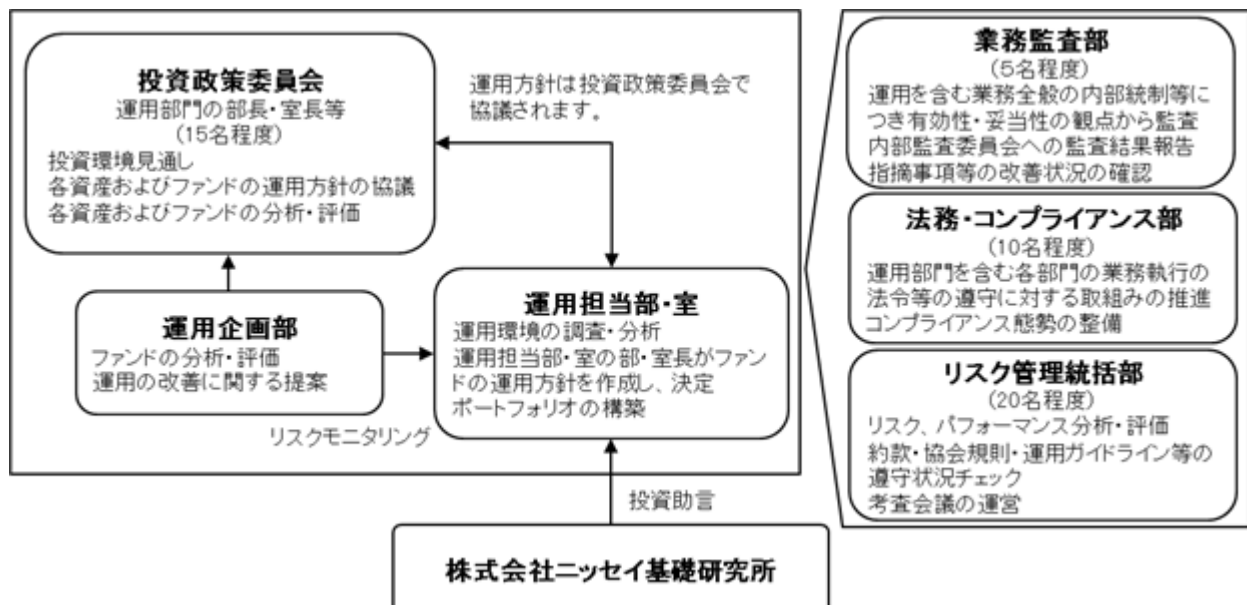 投資政策委員会
運用部門の部長・室長等
(15名程度)
投資環境見通し
各資産およびファンドの運用方針の協議
各資産およびファンドの分析・評価
運用方針は投資政策委員会で
協議されます。
運用企画部
ファンドの分析・評価
運用の改善に関する提案
リスクモニタリング
運用担当部・室
運用環境の調査・分析
運用担当部・室の部・室長がファン
ドの運用方針を作成し、決定
ポートフォリオの構築
投資助言
株式会社ニッセイ基礎研究所
業務監査部
(5名程度)
運用を含む業務全般の内部統制等に
つき有効性・妥当性の観点から監査
内部監査委員会への監査結果報告
指摘事項等の改善状況の確認
法務・コンプライアンス部
(10名程度)
運用部門を含む各部門の業務執行の
法令等の遵守に対する取組みの推進
コンプライアンス態勢の整備
リスク管理統括部
(20名程度)
リスク、パフォーマンス分析・評価
約款・協会規則・運用ガイドライン等の
遵守状況チェック
考査会議の運営